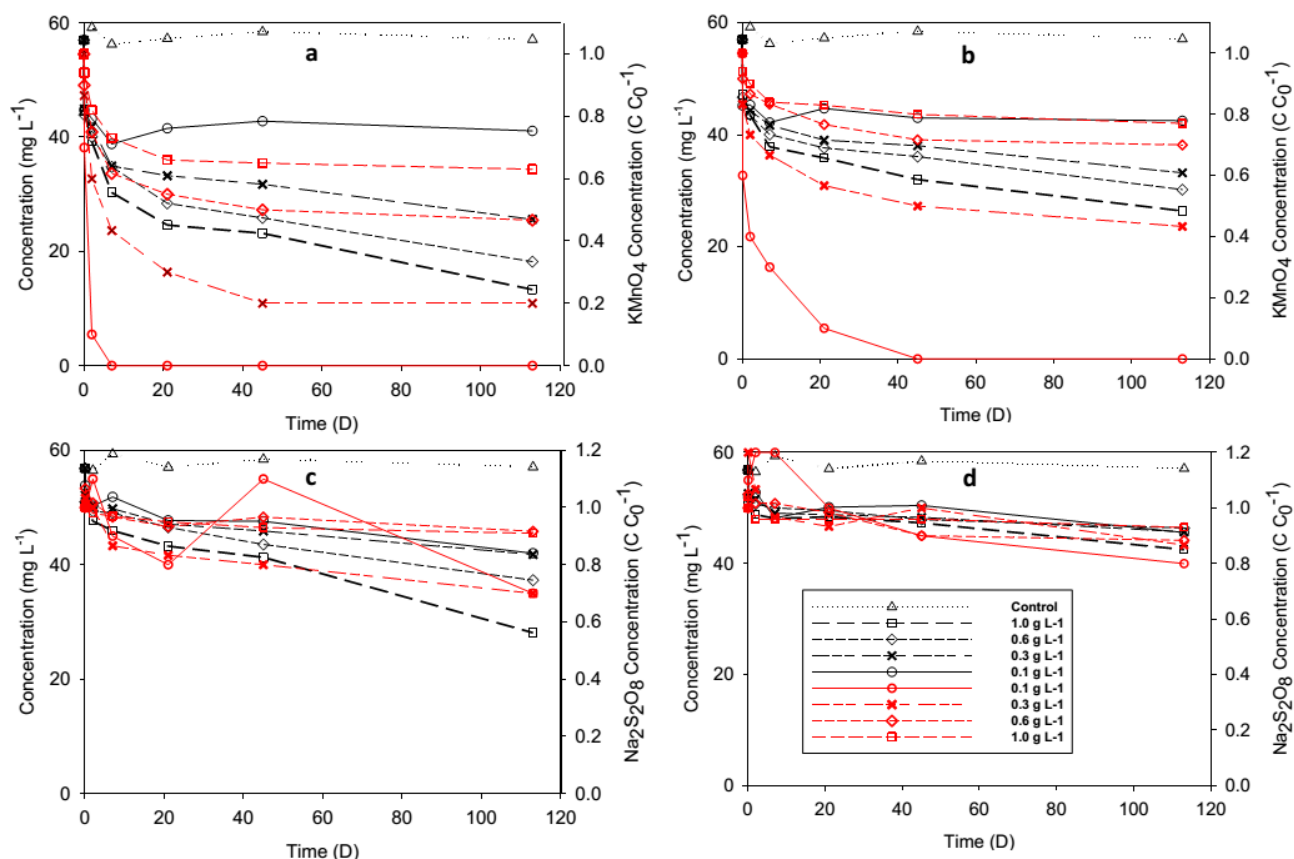 a
60
40
20
0
Concentration (mg L⁻¹)
1.0
0.8
0.6
0.4
0.2
0.0
KMnO₄ Concentration (C C₀⁻¹)
0 20 40 60 80 100 120
Time (D)
b
60
40
20
0
Concentration (mg L⁻¹)
1.0
0.8
0.6
0.4
0.2
0.0
KMnO₄ Concentration (C C₀⁻¹)
0 20 40 60 80 100 120
Time (D)
c
60
40
20
0
Concentration (mg L⁻¹)
1.2
1.0
0.8
0.6
0.4
0.2
0.0
Na₂S₂O₈ Concentration (C C₀⁻¹)
0 20 40 60 80 100 120
Time (D)
d
60
40
20
0
Concentration (mg L⁻¹)
1.2
1.0
0.8
0.6
0.4
0.2
0.0
Na₂S₂O₈ Concentration (C C₀⁻¹)
Control
1.0 g L-1
0.6 g L-1
0.3 g L-1
0.1 g L-1
0.1 g L-1
0.3 g L-1
0.6 g L-1
1.0 g L-1
0 20 40 60 80 100 120
Time (D)